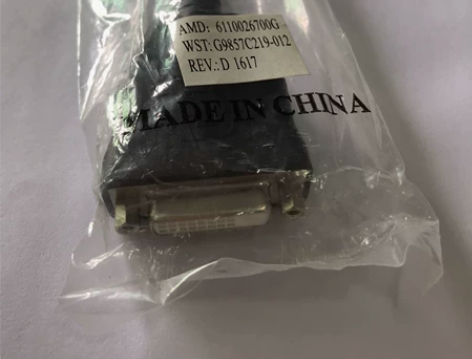 AMD: 6110026700G
WST: G9857C219-012
REV.: D 1617
MADE IN CHINA